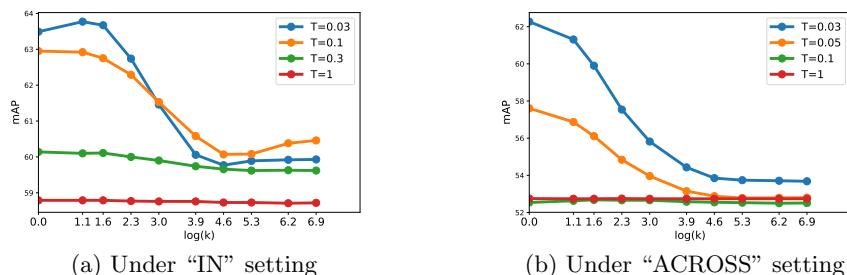 64
63
62
61
60
59
mAP
0.0 1.1 1.6 2.3 3.0 3.9 4.6 5.3 6.2 6.9
log(k)
T=0.03
T=0.1
T=0.3
T=1
(a) Under “IN” setting
62
60
58
56
54
52
mAP
0.0 1.1 1.6 2.3 3.0 3.9 4.6 5.3 6.2 6.9
log(k)
T=0.03
T=0.05
T=0.1
T=1
(b) Under “ACROSS” setting